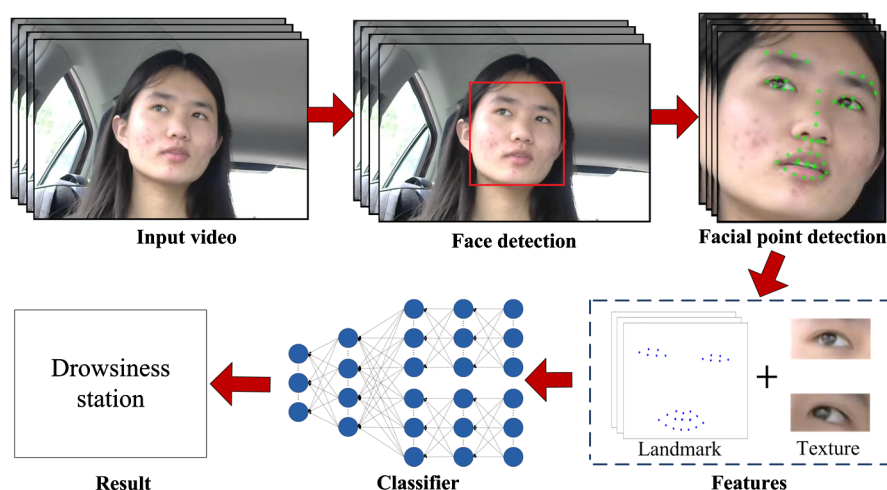 Input video
Face detection
Facial point detection
Drowsiness
station
Landmark
+
Texture
Result
Classifier
Features